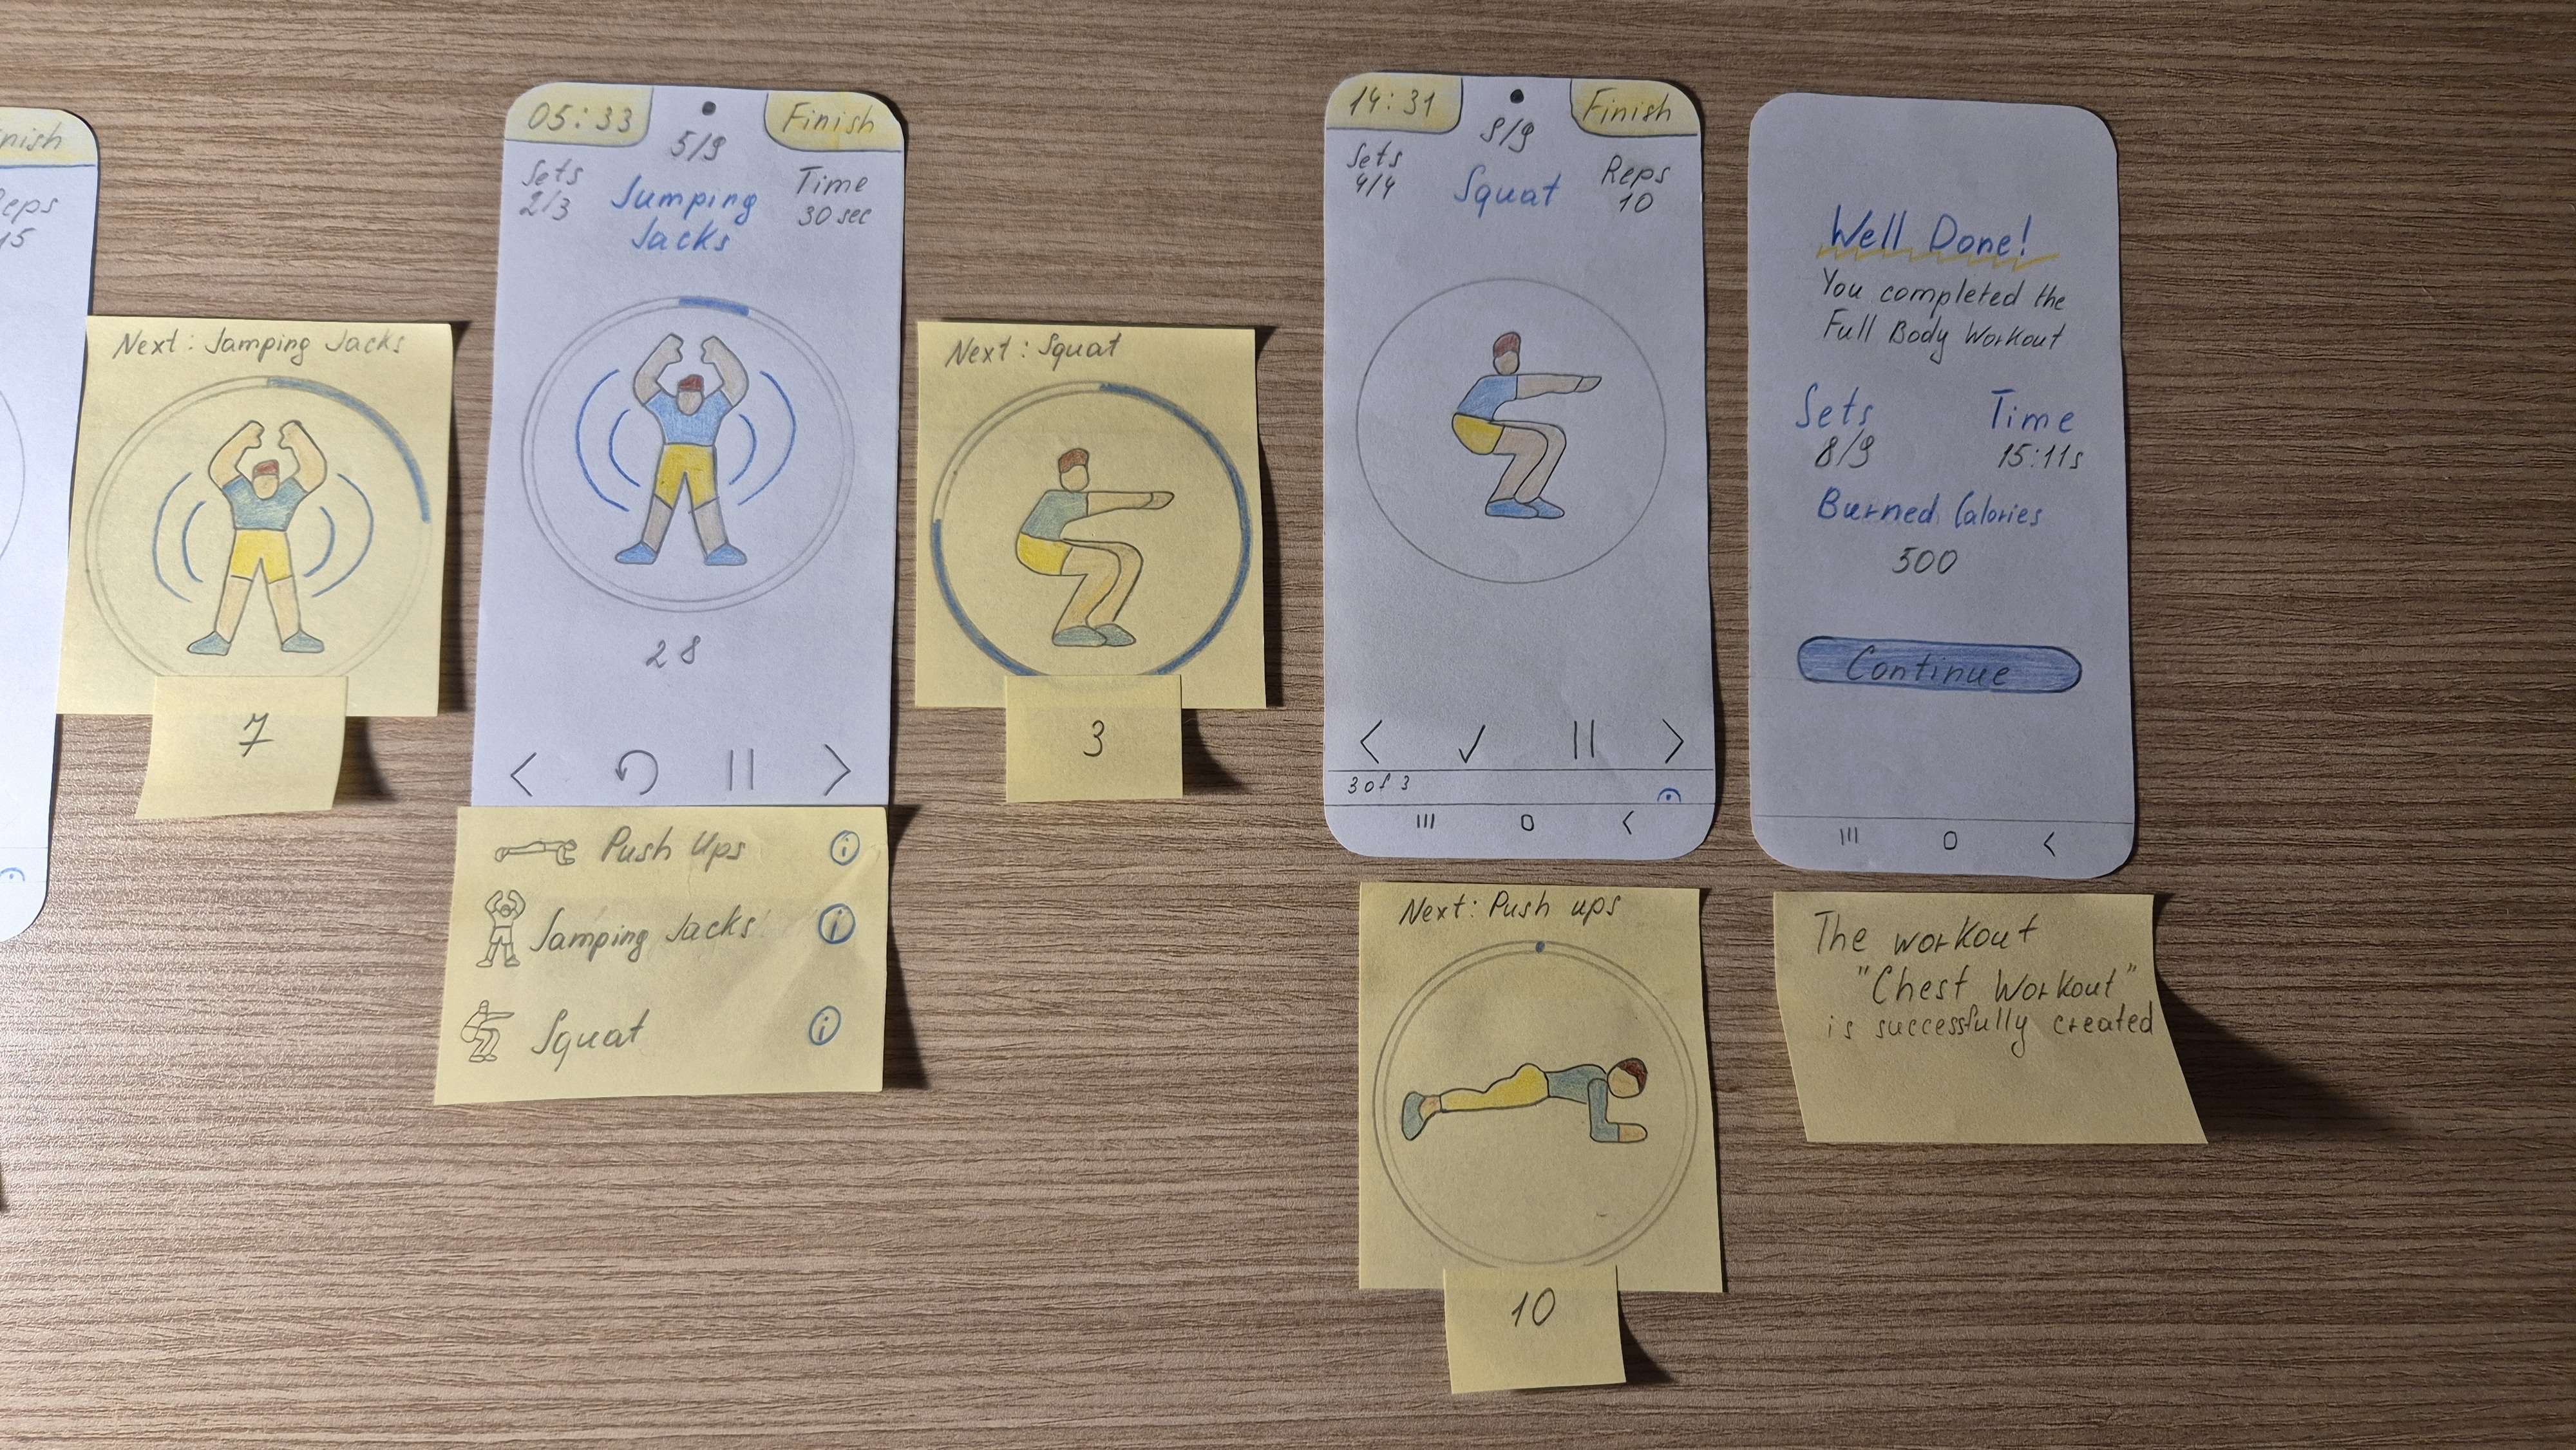 nish
Reps
15
Next: Jamping Jacks
7
05:33
Finish
5/9
Sets
2/3
Jumping
Jacks
Time
30 sec
28
Push Ups
i
Jamping Jacks
i
Squat
i
Next: Squat
3
14:31
Finish
9/9
Sets
4/4
Squat
Reps
10
3 of 3
Next: Push ups
10
Well Done!
You completed the
Full Body Workout
Sets
8/9
Time
15:11s
Burned Calories
500
Continue
The workout
"Chest Workout"
is successfully created